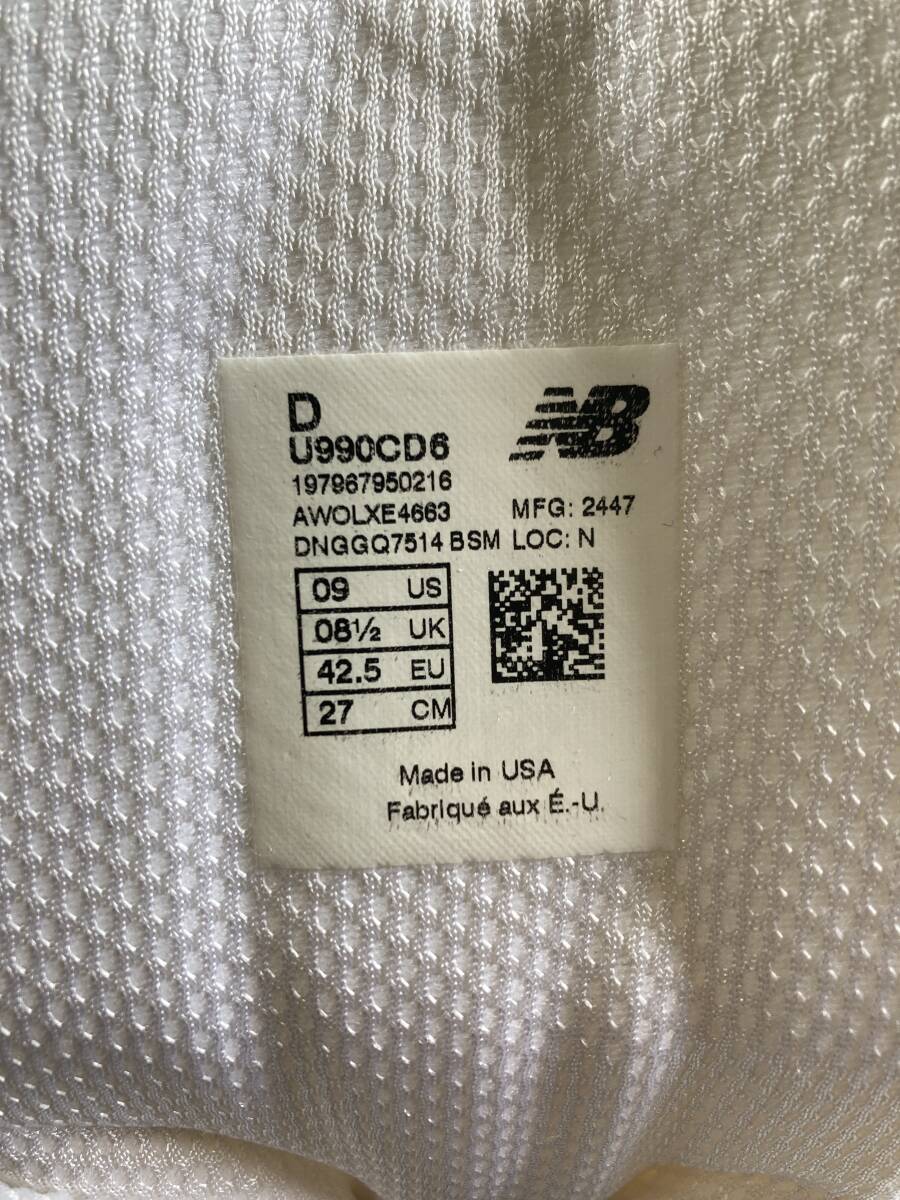 D
NB
U990CD6
197967950216
AWOLXE4663 MFG: 2447
DNGGQ7514 BSM LOC: N
09 US
08½ UK
42.5 EU
27 CM
Made in USA
Fabriqué aux É.-U.